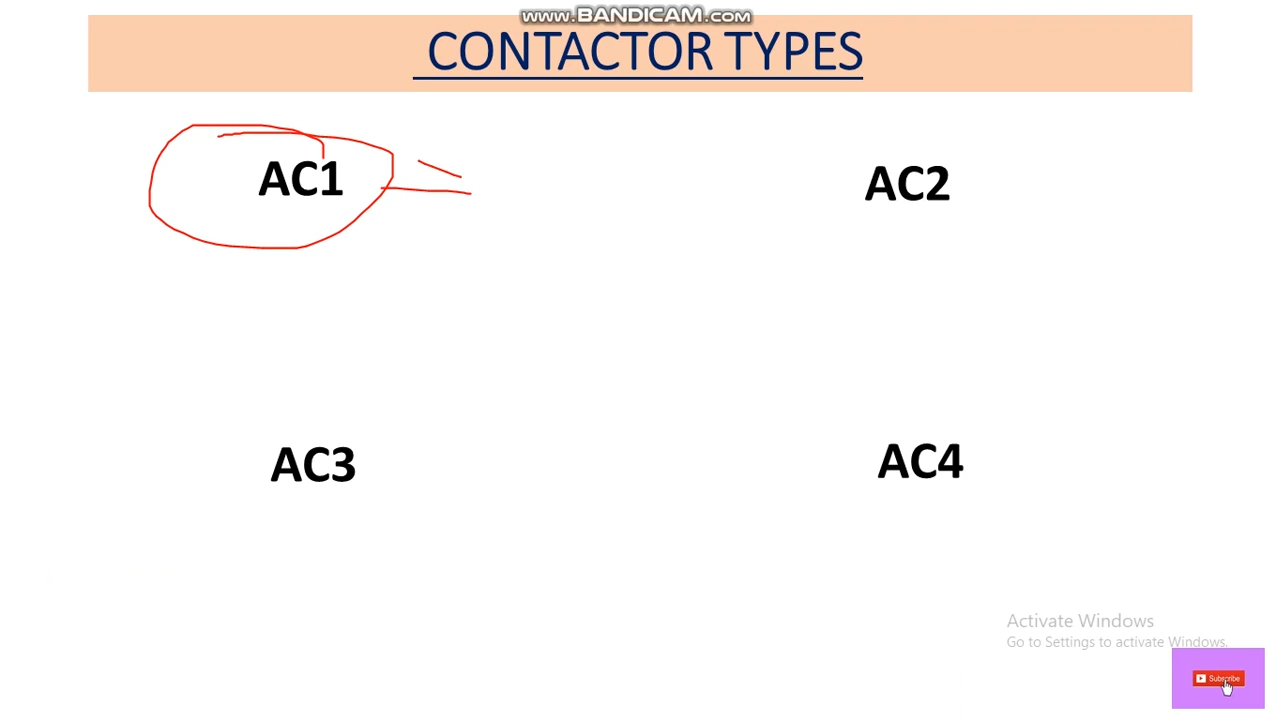 www.BANDICAM.com
CONTACTOR TYPES
AC1
AC2
AC3
AC4
Activate Windows
Go to Settings to activate Windows.
Subscribe